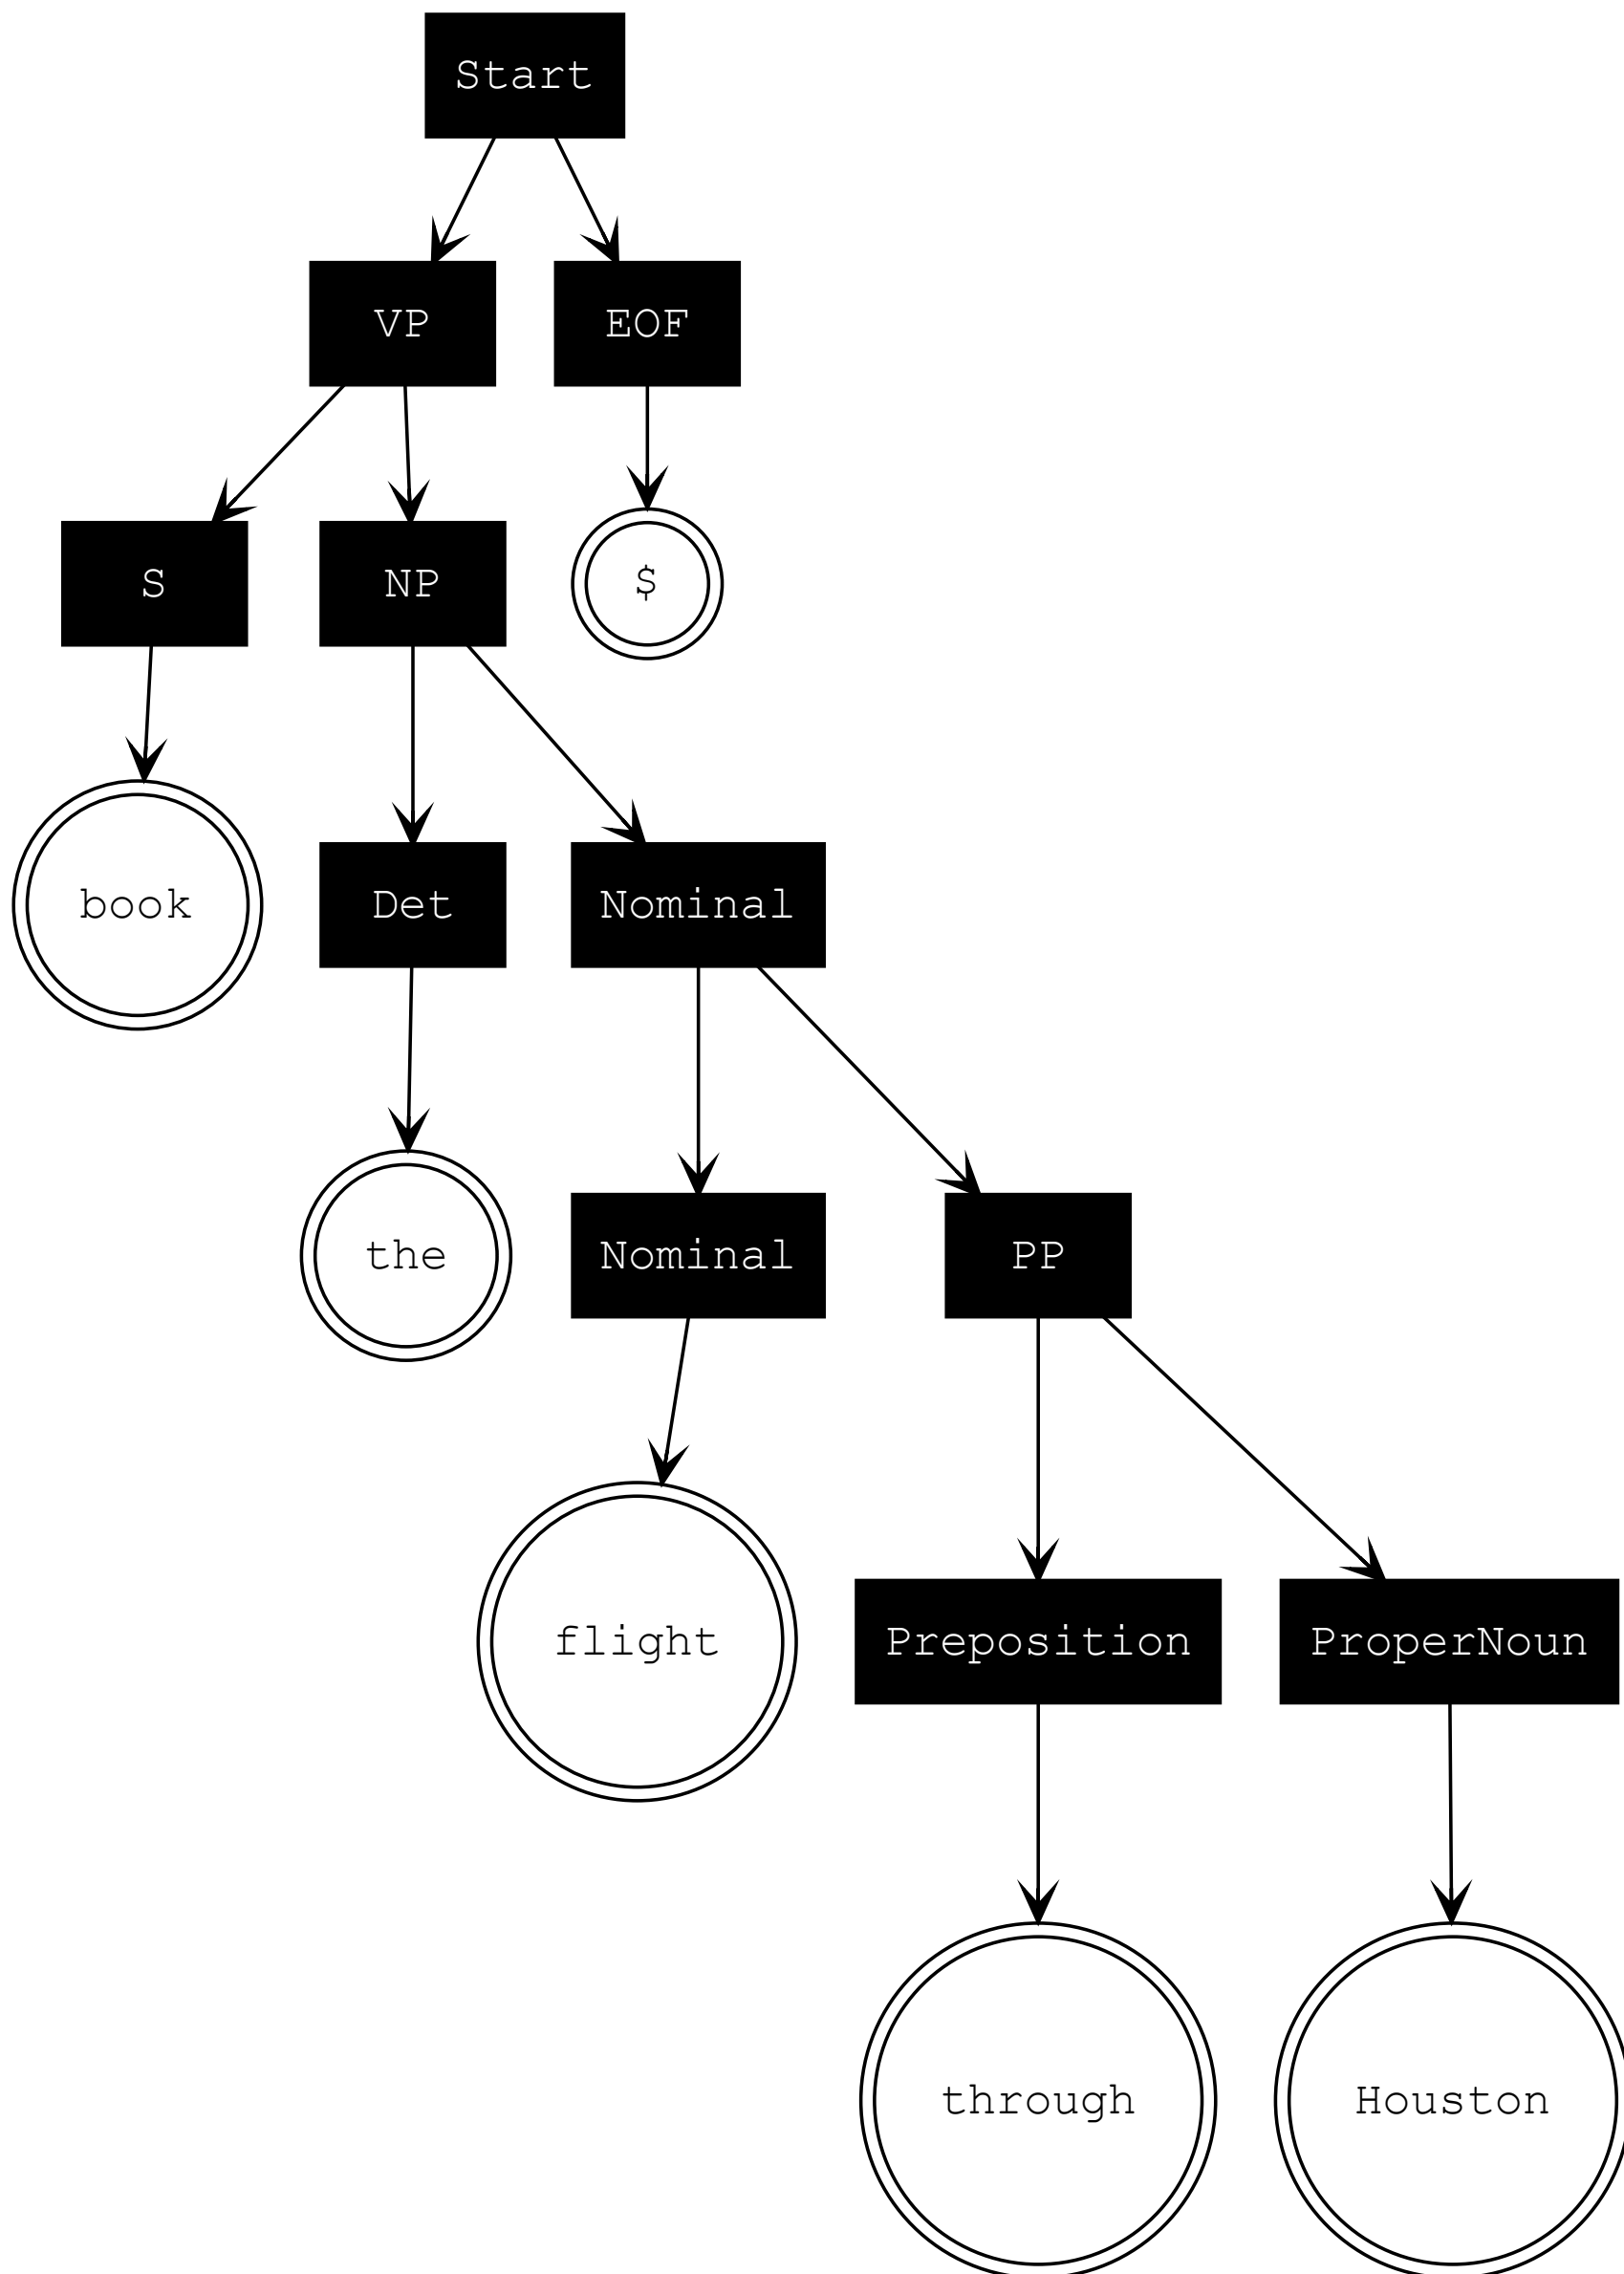 Start
VP EOF
S NP $
book Det Nominal
the Nominal PP
flight Preposition ProperNoun
through Houston